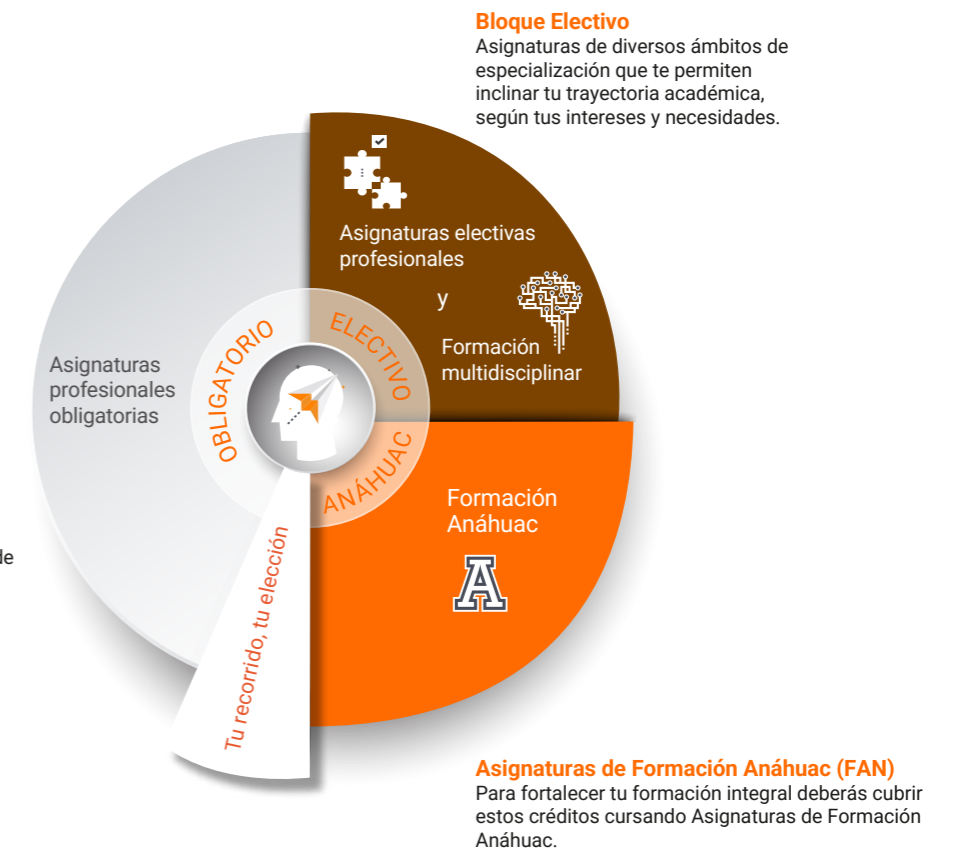 Bloque Electivo
Asignaturas de diversos ámbitos de
especialización que te permiten
inclinar tu trayectoria académica,
según tus intereses y necesidades.
Asignaturas electivas
profesionales
y
Formación
multidisciplinar
OBLIGATORIO
ELECTIVO
ANÁHUAC
Asignaturas
profesionales
obligatorias
Formación
Anáhuac
A
de
Tu recorrido, tu elección
Asignaturas de Formación Anáhuac (FAN)
Para fortalecer tu formación integral deberás cubrir
estos créditos cursando Asignaturas de Formación
Anáhuac.